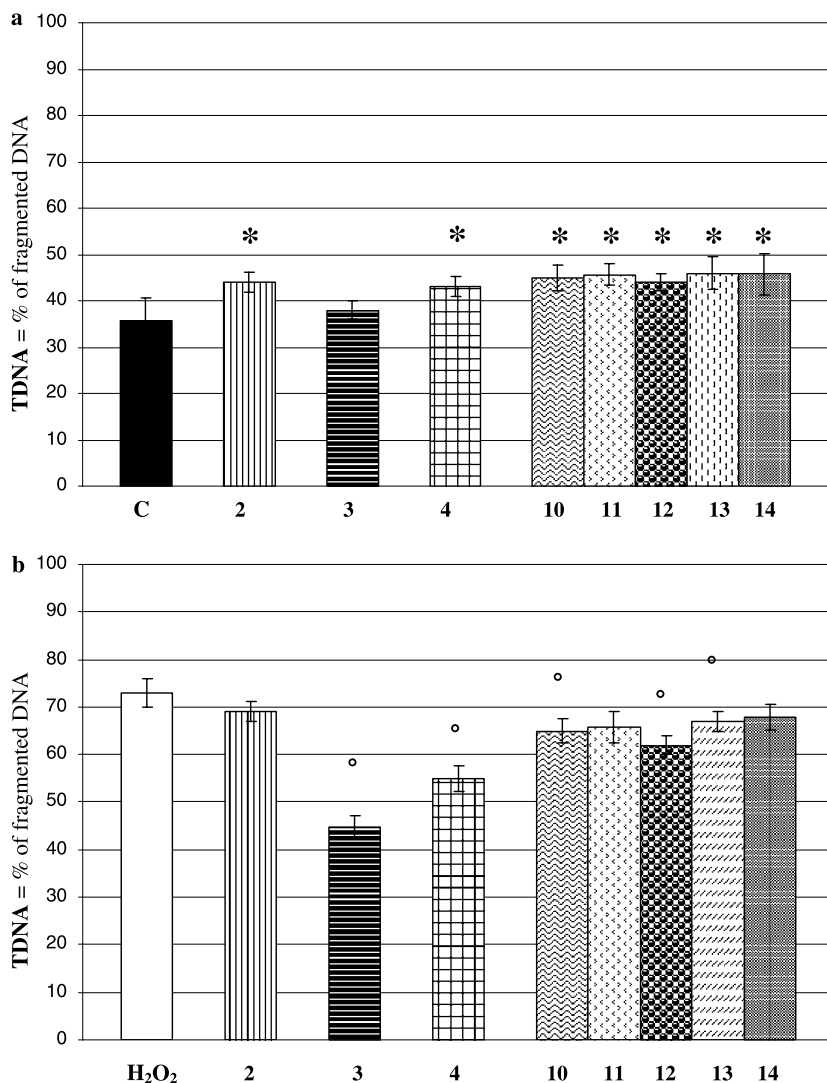 a
TDNA = % of fragmented DNA
100
90
80
70
60
50
40
30
20
10
0
* * * * * * *
C 2 3 4 10 11 12 13 14
b
TDNA = % of fragmented DNA
100
90
80
70
60
50
40
30
20
10
0
° ° ° ° °
H₂O₂ 2 3 4 10 11 12 13 14